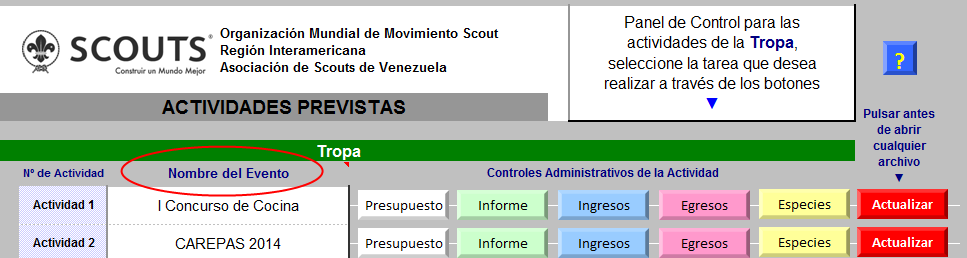 SCOUTS®
Construir un Mundo Mejor
Organización Mundial de Movimiento Scout
Región Interamericana
Asociación de Scouts de Venezuela
Panel de Control para las
actividades de la Tropa,
seleccione la tarea que desea
realizar a través de los botones
▼
?
ACTIVIDADES PREVISTAS
Pulsar antes
de abrir
cualquier
archivo
▼
Tropa
Nº de Actividad
Nombre del Evento
Controles Administrativos de la Actividad
Actividad 1
I Concurso de Cocina
Presupuesto
Informe
Ingresos
Egresos
Especies
Actualizar
Actividad 2
CAREPAS 2014
Presupuesto
Informe
Ingresos
Egresos
Especies
Actualizar